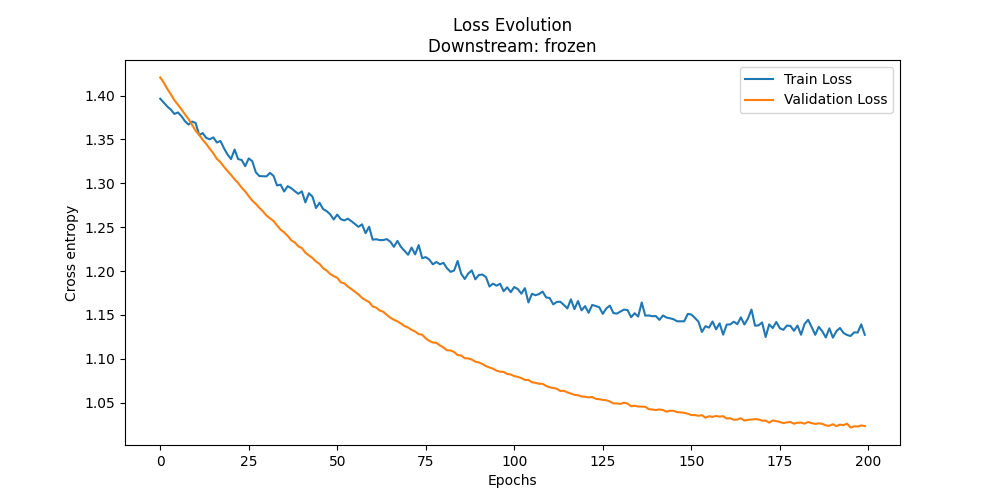 Loss Evolution
Downstream: frozen
Train Loss
Validation Loss
Cross entropy
1.40
1.35
1.30
1.25
1.20
1.15
1.10
1.05
0 25 50 75 100 125 150 175 200
Epochs